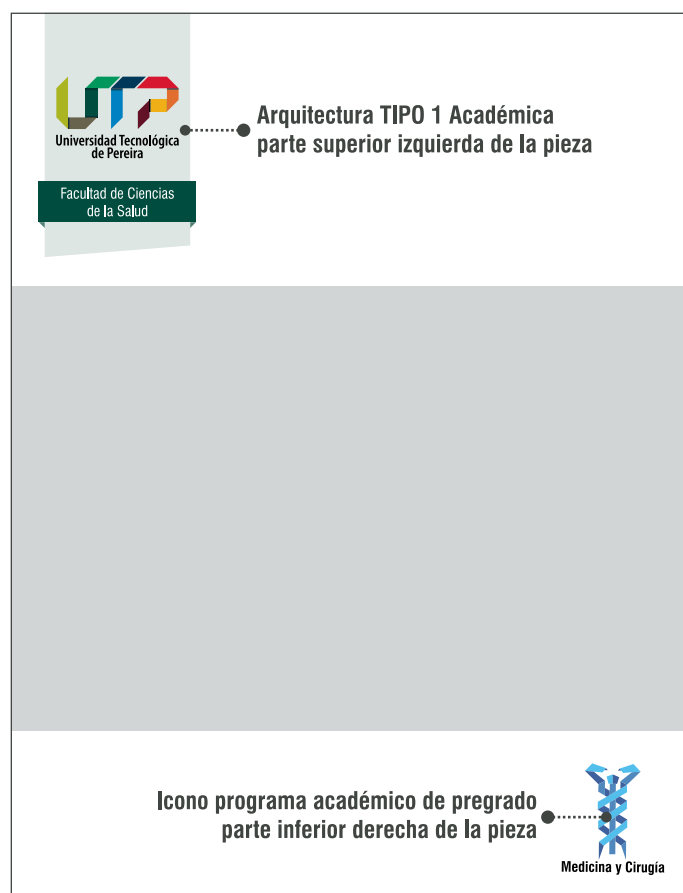 UTP
Universidad Tecnológica
de Pereira
Facultad de Ciencias
de la Salud
Arquitectura TIPO 1 Académica
parte superior izquierda de la pieza
Icono programa académico de pregrado
parte inferior derecha de la pieza
Medicina y Cirugía